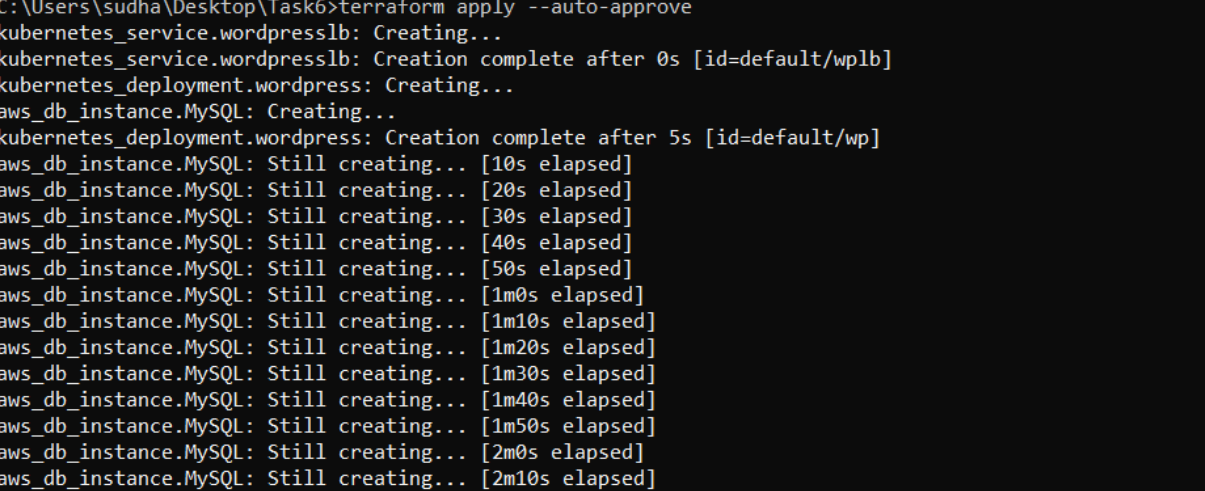 C:\Users\sudha\Desktop\Task6>terraform apply --auto-approve
kubernetes_service.wordpresslb: Creating...
kubernetes_service.wordpresslb: Creation complete after 0s [id=default/wplb]
kubernetes_deployment.wordpress: Creating...
aws_db_instance.MySQL: Creating...
kubernetes_deployment.wordpress: Creation complete after 5s [id=default/wp]
aws_db_instance.MySQL: Still creating... [10s elapsed]
aws_db_instance.MySQL: Still creating... [20s elapsed]
aws_db_instance.MySQL: Still creating... [30s elapsed]
aws_db_instance.MySQL: Still creating... [40s elapsed]
aws_db_instance.MySQL: Still creating... [50s elapsed]
aws_db_instance.MySQL: Still creating... [1m0s elapsed]
aws_db_instance.MySQL: Still creating... [1m10s elapsed]
aws_db_instance.MySQL: Still creating... [1m20s elapsed]
aws_db_instance.MySQL: Still creating... [1m30s elapsed]
aws_db_instance.MySQL: Still creating... [1m40s elapsed]
aws_db_instance.MySQL: Still creating... [1m50s elapsed]
aws_db_instance.MySQL: Still creating... [2m0s elapsed]
aws_db_instance.MySQL: Still creating... [2m10s elapsed]